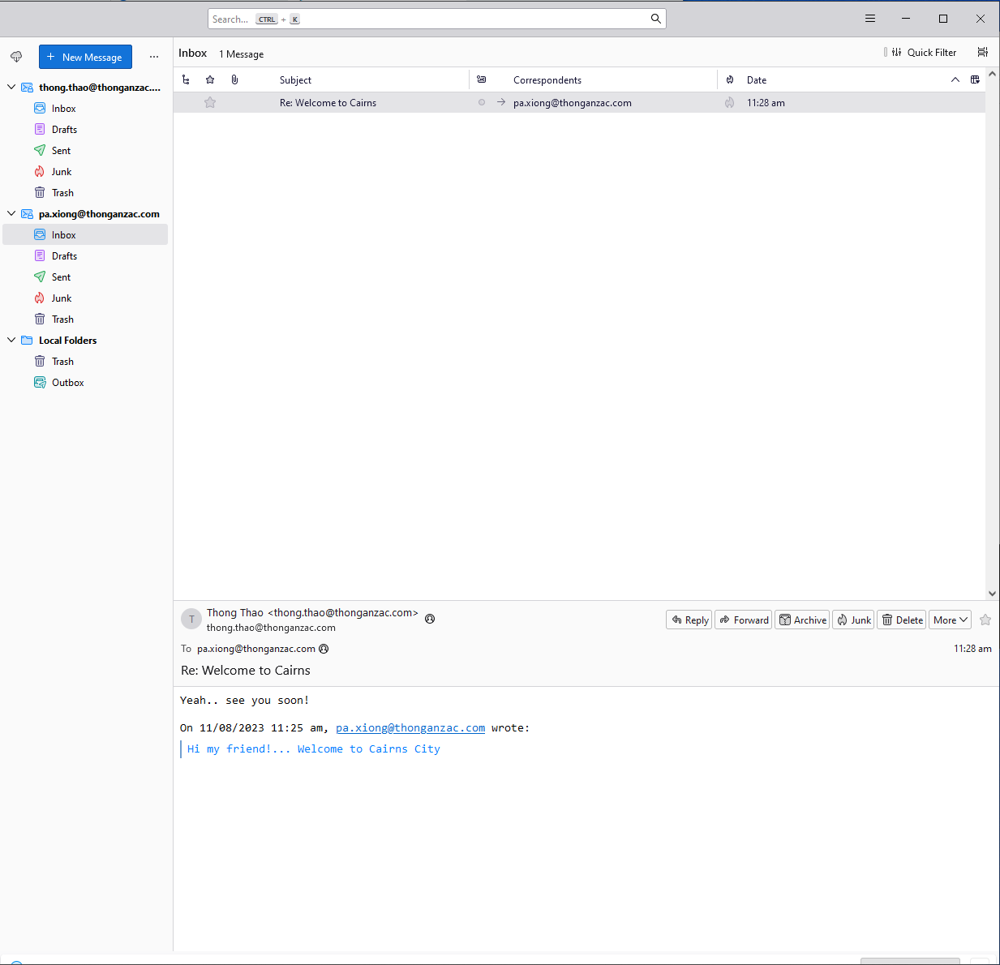 Search... CTRL + K
New Message ...
Inbox 1 Message Quick Filter
Subject Correspondents Date
Re: Welcome to Cairns pa.xiong@thonganzac.com 11:28 am
thong.thao@thonganzac....
Inbox
Drafts
Sent
Junk
Trash
pa.xiong@thonganzac.com
Inbox
Drafts
Sent
Junk
Trash
Local Folders
Trash
Outbox
T
Thong Thao <thong.thao@thonganzac.com>
thong.thao@thonganzac.com
Reply Forward Archive Junk Delete More
To pa.xiong@thonganzac.com 11:28 am
Re: Welcome to Cairns
Yeah.. see you soon!
On 11/08/2023 11:25 am, pa.xiong@thonganzac.com wrote:
Hi my friend!... Welcome to Cairns City